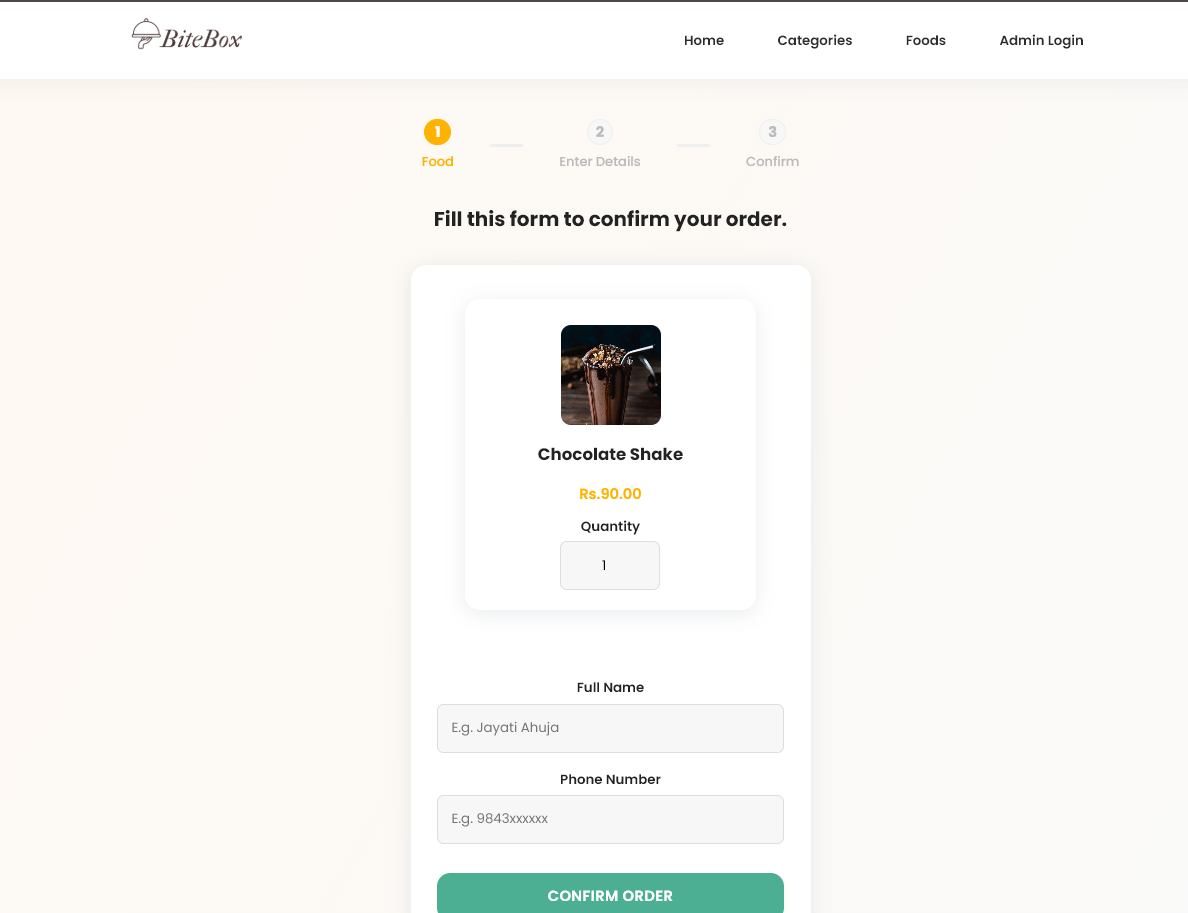 BiteBox
Home Categories Foods Admin Login
1 2 3
Food Enter Details Confirm
Fill this form to confirm your order.
Chocolate Shake
Rs.90.00
Quantity
1
Full Name
E.g. Jayati Ahuja
Phone Number
E.g. 9843xxxxxx
CONFIRM ORDER